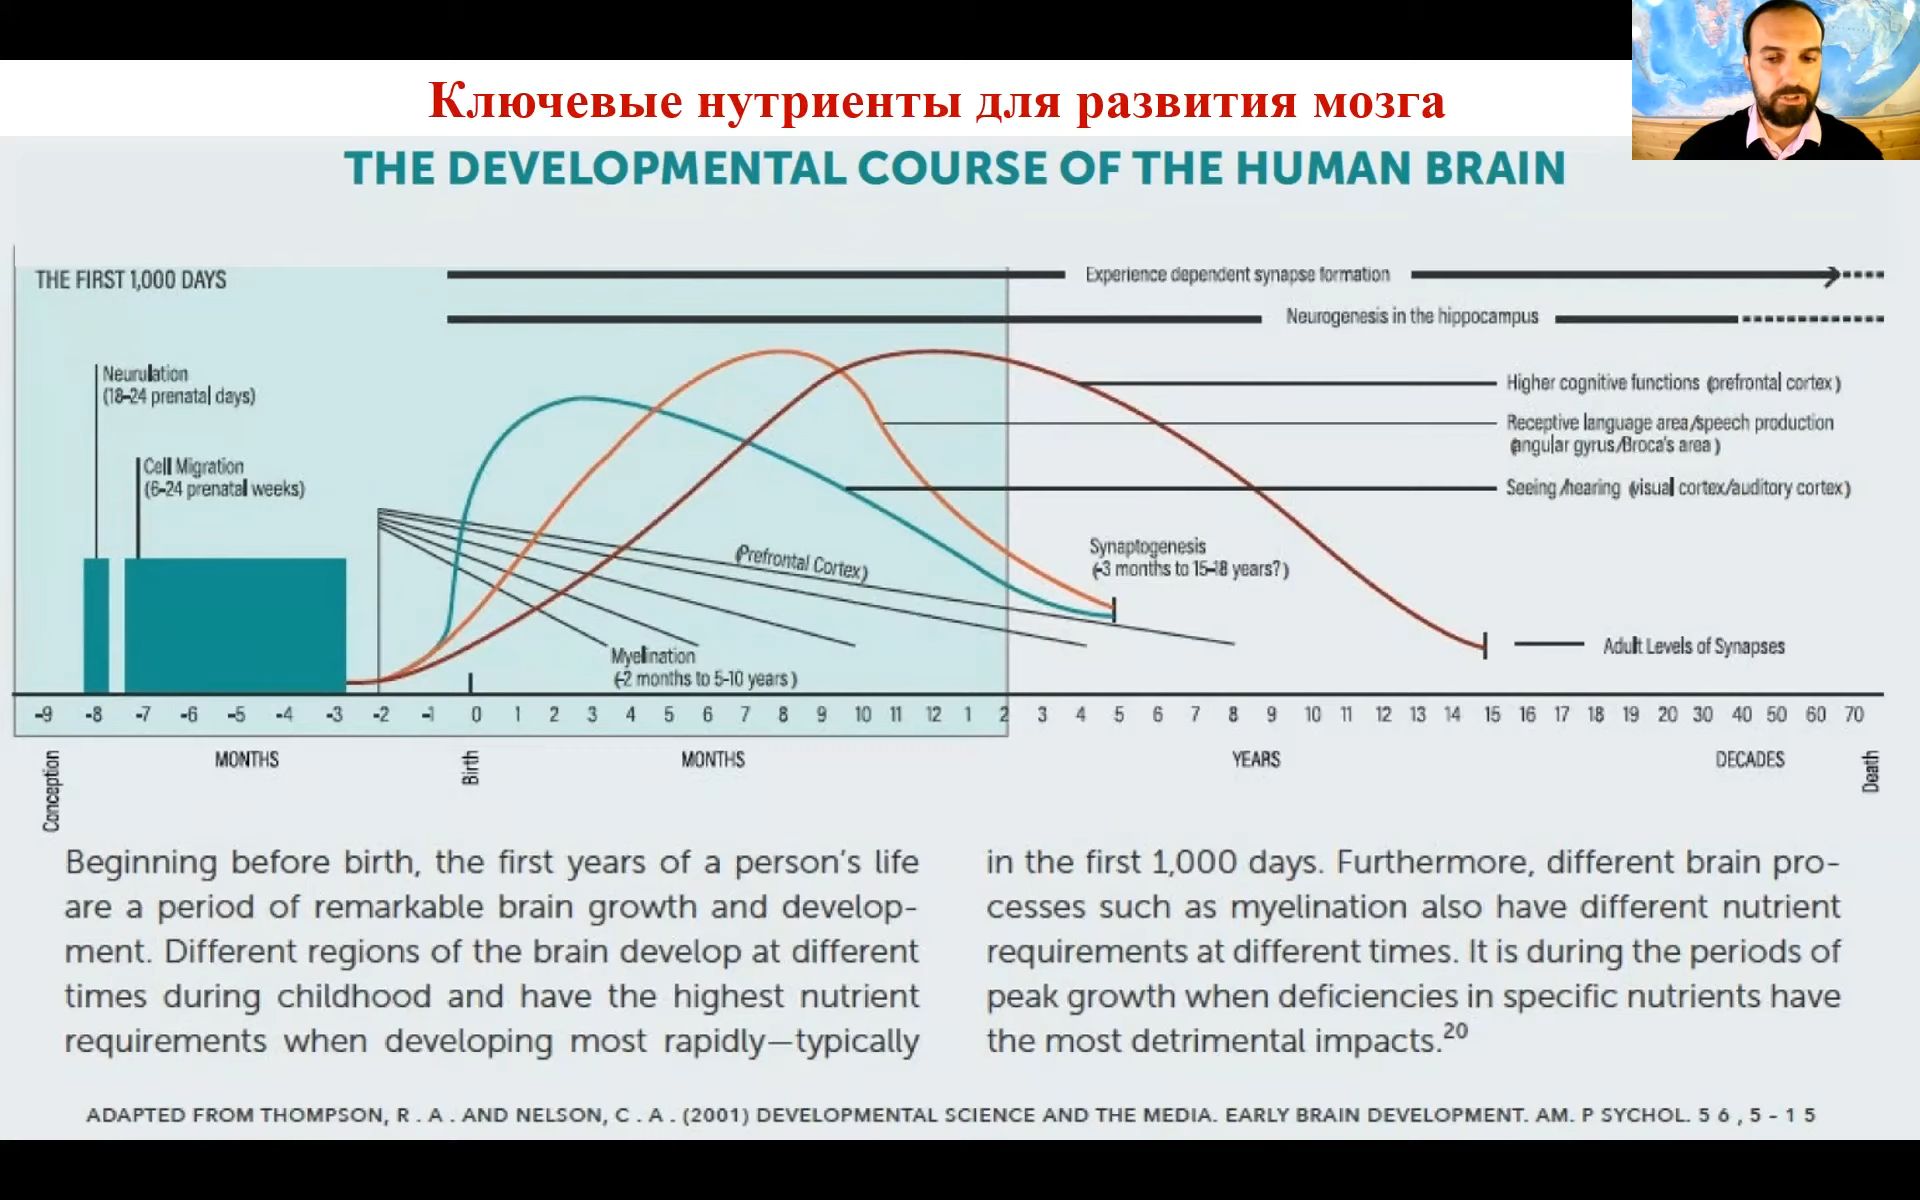 Ключевые нутриенты для развития мозга
THE DEVELOPMENTAL COURSE OF THE HUMAN BRAIN
THE FIRST 1,000 DAYS
Experience dependent synapse formation
Neurogenesis in the hippocampus
Neurulation
(18-24 prenatal days)
Cell Migration
(6-24 prenatal weeks)
Higher cognitive functions (prefrontal cortex)
Receptive language area/speech production
(angular gyrus/Broca's area)
Seeing/hearing (visual cortex/auditory cortex)
(Prefrontal Cortex)
Synaptogenesis
(-3 months to 15-18 years?)
Myelination
(-2 months to 5-10 years)
Adult Levels of Synapses
-9 -8 -7 -6 -5 -4 -3 -2 -1 0 1 2 3 4 5 6 7 8 9 10 11 12 1 2 3 4 5 6 7 8 9 10 11 12 13 14 15 16 17 18 19 20 30 40 50 60 70
Conception
MONTHS
Birth
MONTHS
YEARS
DECADES
Death
Beginning before birth, the first years of a person's life
are a period of remarkable brain growth and develop-
ment. Different regions of the brain develop at different
times during childhood and have the highest nutrient
requirements when developing most rapidly—typically
in the first 1,000 days. Furthermore, different brain pro-
cesses such as myelination also have different nutrient
requirements at different times. It is during the periods of
peak growth when deficiencies in specific nutrients have
the most detrimental impacts.20
ADAPTED FROM THOMPSON, R . A . AND NELSON, C . A . (2001) DEVELOPMENTAL SCIENCE AND THE MEDIA. EARLY BRAIN DEVELOPMENT. AM. P SYCHOL. 5 6 , 5 - 1 5